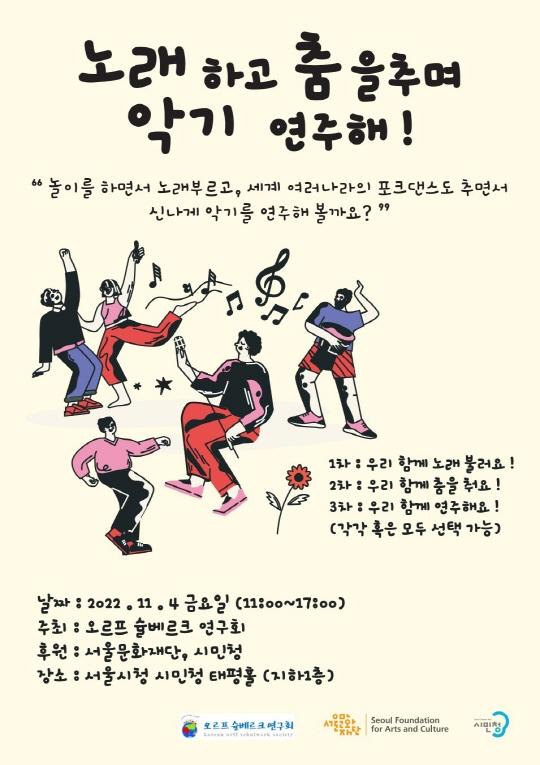 노래 하고 춤 을추며
악기 연주해 !
“ 놀이를 하면서 노래부르고, 세계 여러나라의 포크댄스도 추면서
신나게 악기를 연주해 볼까요? ”
1차 : 우리 함께 노래 불러요 !
2차 : 우리 함께 춤을 춰요 !
3차 : 우리 함께 연주해요 !
(각각 혹은 모두 선택 가능)
날짜 : 2022 . 11 . 4 금요일 (11:00~17:00)
주최 : 오르프 슐베르크 연구회
후원 : 서울문화재단, 시민청
장소 : 서울시청 시민청 태평홀 (지하1층)
오르프 슐베르크 연구회
korean orff schulwerk society
서울문화재단
Seoul Foundation
for Arts and Culture
시민청